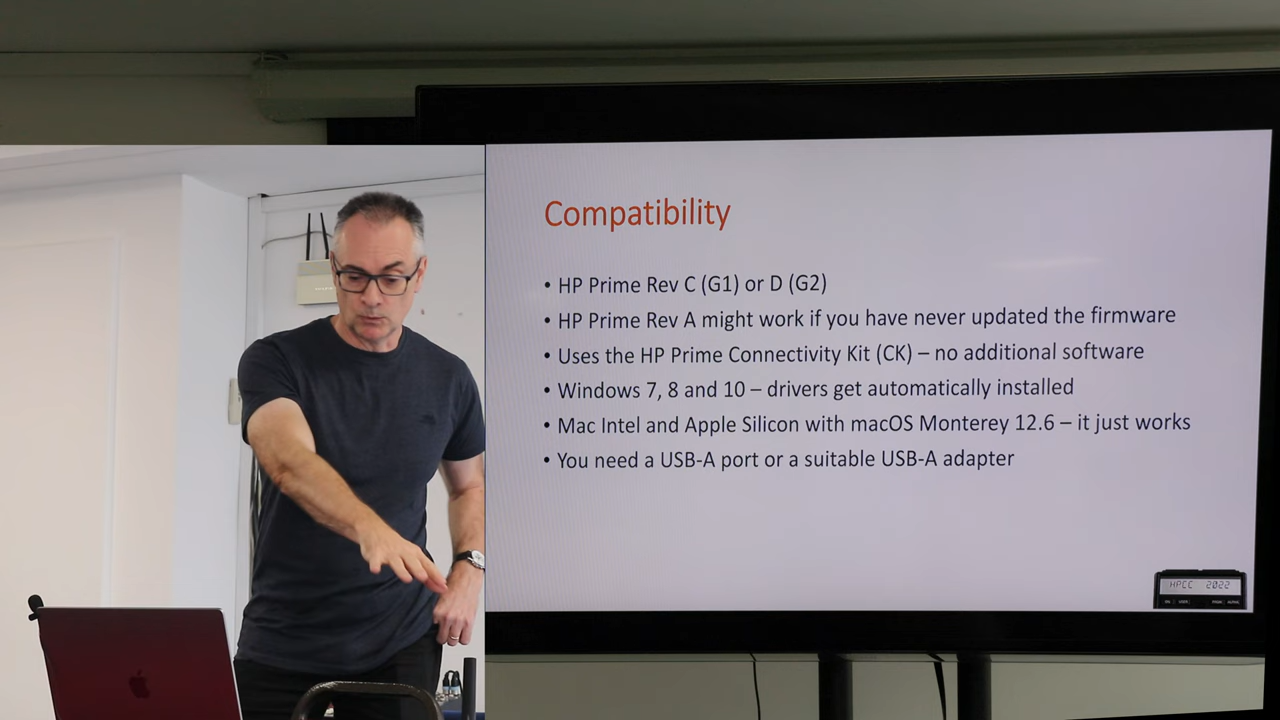 Compatibility
• HP Prime Rev C (G1) or D (G2)
• HP Prime Rev A might work if you have never updated the firmware
• Uses the HP Prime Connectivity Kit (CK) – no additional software
• Windows 7, 8 and 10 – drivers get automatically installed
• Mac Intel and Apple Silicon with macOS Monterey 12.6 – it just works
• You need a USB-A port or a suitable USB-A adapter
HPCC 2022